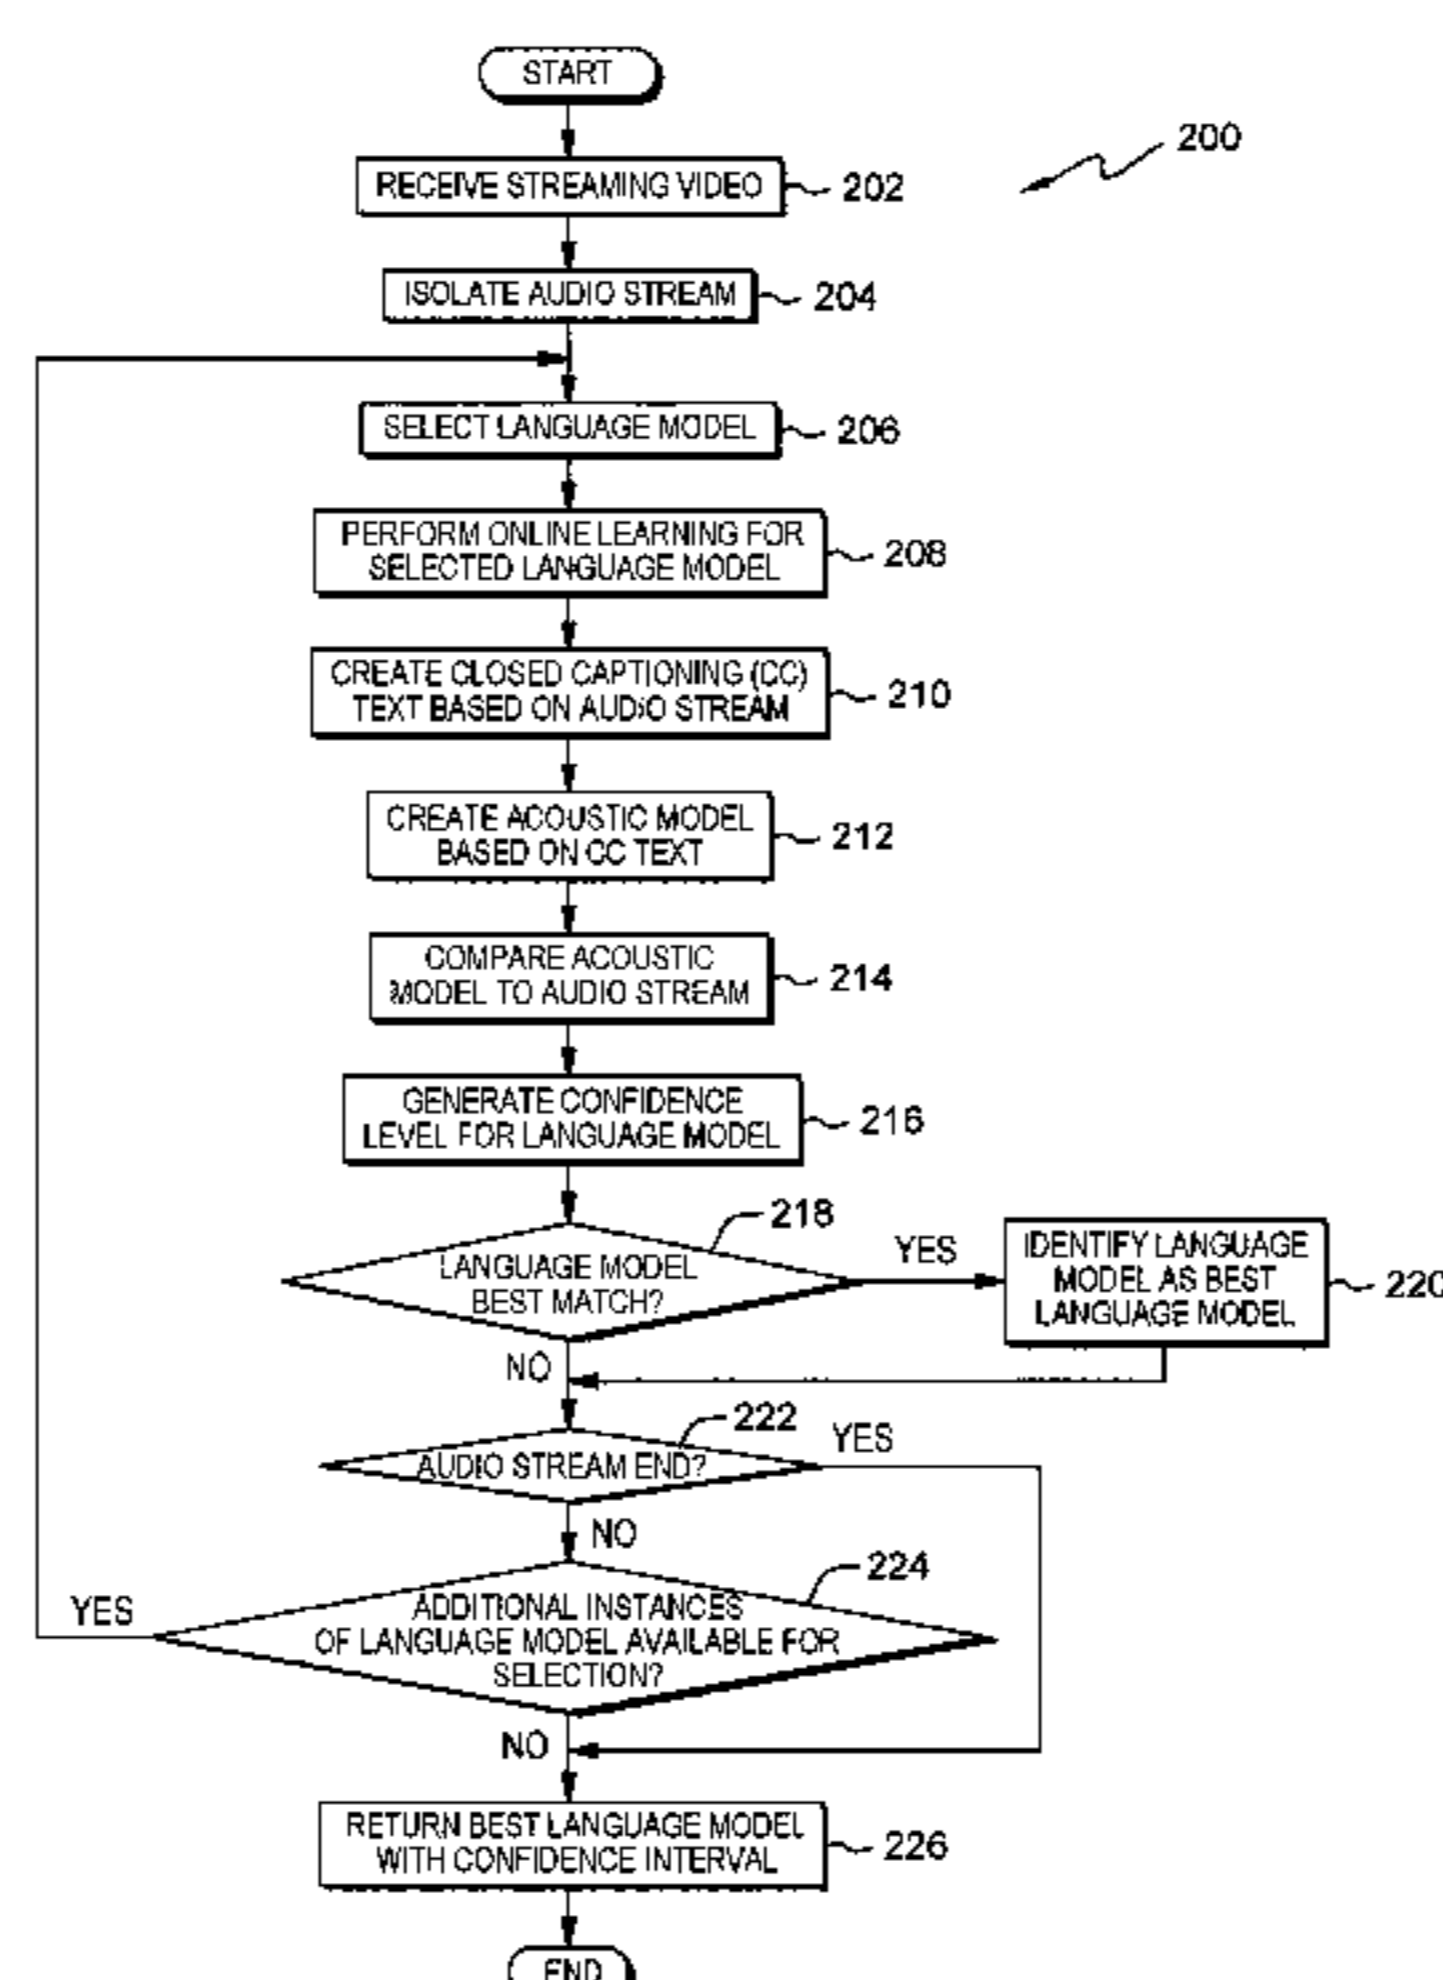 START
200
RECEIVE STREAMING VIDEO
202
ISOLATE AUDIO STREAM
204
SELECT LANGUAGE MODEL
206
PERFORM ONLINE LEARNING FOR
SELECTED LANGUAGE MODEL
208
CREATE CLOSED CAPTIONING (CC)
TEXT BASED ON AUDIO STREAM
210
CREATE ACOUSTIC MODEL
BASED ON CC TEXT
212
COMPARE ACOUSTIC
MODEL TO AUDIO STREAM
214
GENERATE CONFIDENCE
LEVEL FOR LANGUAGE MODEL
216
218
LANGUAGE MODEL
BEST MATCH?
YES
IDENTIFY LANGUAGE
MODEL AS BEST
LANGUAGE MODEL
220
NO
222
AUDIO STREAM END?
YES
NO
224
ADDITIONAL INSTANCES
OF LANGUAGE MODEL AVAILABLE FOR
SELECTION?
YES
NO
RETURN BEST LANGUAGE MODEL
WITH CONFIDENCE INTERVAL
226
END